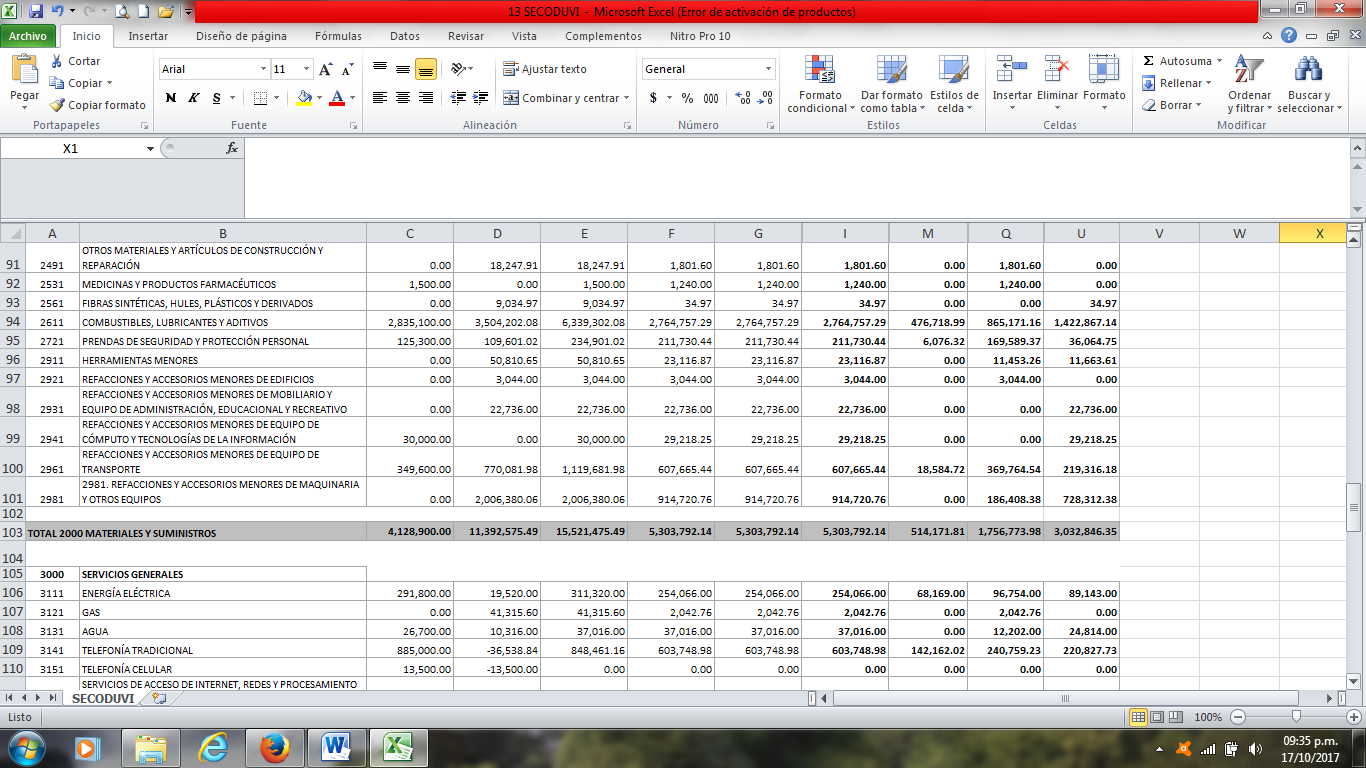 13 SECODUVI - Microsoft Excel (Error de activación de productos)
Archivo Inicio Insertar Diseño de página Fórmulas Datos Revisar Vista Complementos Nitro Pro 10
Pegar
Cortar
Copiar
Copiar formato
Portapapeles
Arial 11
N K S
Fuente
Ajustar texto
Combinar y centrar
Alineación
General
$ % 000
Número
Formato condicional
Dar formato como tabla
Estilos de celda
Estilos
Insertar Eliminar Formato
Celdas
Autosuma
Rellenar
Borrar
Ordenar y filtrar
Buscar y seleccionar
Modificar
X1 fx
A B C D E F G I M Q U V W X
OTROS MATERIALES Y ARTÍCULOS DE CONSTRUCCIÓN Y
91 2491 REPARACIÓN 0.00 18,247.91 18,247.91 1,801.60 1,801.60 1,801.60 0.00 1,801.60 0.00
92 2531 MEDICINAS Y PRODUCTOS FARMACÉUTICOS 1,500.00 0.00 1,500.00 1,240.00 1,240.00 1,240.00 0.00 1,240.00 0.00
93 2561 FIBRAS SINTÉTICAS, HULES, PLÁSTICOS Y DERIVADOS 0.00 9,034.97 9,034.97 34.97 34.97 34.97 0.00 0.00 34.97
94 2611 COMBUSTIBLES, LUBRICANTES Y ADITIVOS 2,835,100.00 3,504,202.08 6,339,302.08 2,764,757.29 2,764,757.29 2,764,757.29 476,718.99 865,171.16 1,422,867.14
95 2721 PRENDAS DE SEGURIDAD Y PROTECCIÓN PERSONAL 125,300.00 109,601.02 234,901.02 211,730.44 211,730.44 211,730.44 6,076.32 169,589.37 36,064.75
96 2911 HERRAMIENTAS MENORES 0.00 50,810.65 50,810.65 23,116.87 23,116.87 23,116.87 0.00 11,453.26 11,663.61
97 2921 REFACCIONES Y ACCESORIOS MENORES DE EDIFICIOS 0.00 3,044.00 3,044.00 3,044.00 3,044.00 3,044.00 0.00 3,044.00 0.00
REFACCIONES Y ACCESORIOS MENORES DE MOBILIARIO Y
98 2931 EQUIPO DE ADMINISTRACIÓN, EDUCACIONAL Y RECREATIVO 0.00 22,736.00 22,736.00 22,736.00 22,736.00 22,736.00 0.00 0.00 22,736.00
REFACCIONES Y ACCESORIOS MENORES DE EQUIPO DE
99 2941 CÓMPUTO Y TECNOLOGÍAS DE LA INFORMACIÓN 30,000.00 0.00 30,000.00 29,218.25 29,218.25 29,218.25 0.00 0.00 29,218.25
REFACCIONES Y ACCESORIOS MENORES DE EQUIPO DE
100 2961 TRANSPORTE 349,600.00 770,081.98 1,119,681.98 607,665.44 607,665.44 607,665.44 18,584.72 369,764.54 219,316.18
2981. REFACCIONES Y ACCESORIOS MENORES DE MAQUINARIA
101 2981 Y OTROS EQUIPOS 0.00 2,006,380.06 2,006,380.06 914,720.76 914,720.76 914,720.76 0.00 186,408.38 728,312.38
102
103 TOTAL 2000 MATERIALES Y SUMINISTROS 4,128,900.00 11,392,575.49 15,521,475.49 5,303,792.14 5,303,792.14 5,303,792.14 514,171.81 1,756,773.98 3,032,846.35
104
105 3000 SERVICIOS GENERALES
106 3111 ENERGÍA ELÉCTRICA 291,800.00 19,520.00 311,320.00 254,066.00 254,066.00 254,066.00 68,169.00 96,754.00 89,143.00
107 3121 GAS 0.00 41,315.60 41,315.60 2,042.76 2,042.76 2,042.76 0.00 2,042.76 0.00
108 3131 AGUA 26,700.00 10,316.00 37,016.00 37,016.00 37,016.00 37,016.00 0.00 12,202.00 24,814.00
109 3141 TELEFONÍA TRADICIONAL 885,000.00 -36,538.84 848,461.16 603,748.98 603,748.98 603,748.98 142,162.02 240,759.23 220,827.73
110 3151 TELEFONÍA CELULAR 13,500.00 -13,500.00 0.00 0.00 0.00 0.00 0.00 0.00 0.00
SERVICIOS DE ACCESO DE INTERNET, REDES Y PROCESAMIENTO
SECODUVI
Listo 100%
09:35 p.m.
17/10/2017